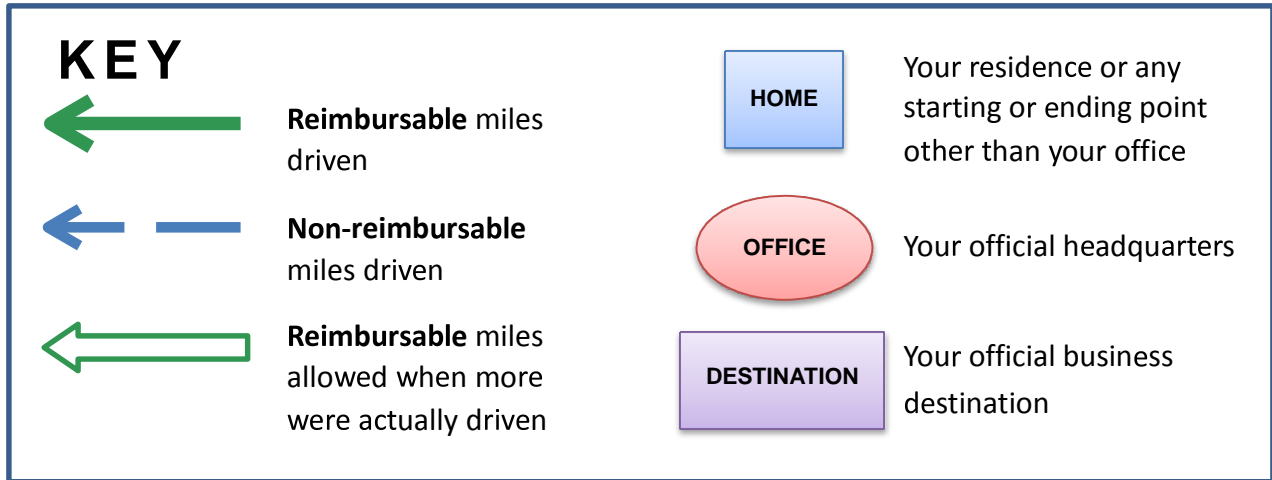 KEY
Reimbursable miles
driven
Non-reimbursable
miles driven
Reimbursable miles
allowed when more
were actually driven
HOME
Your residence or any
starting or ending point
other than your office
OFFICE
Your official headquarters
DESTINATION
Your official business
destination